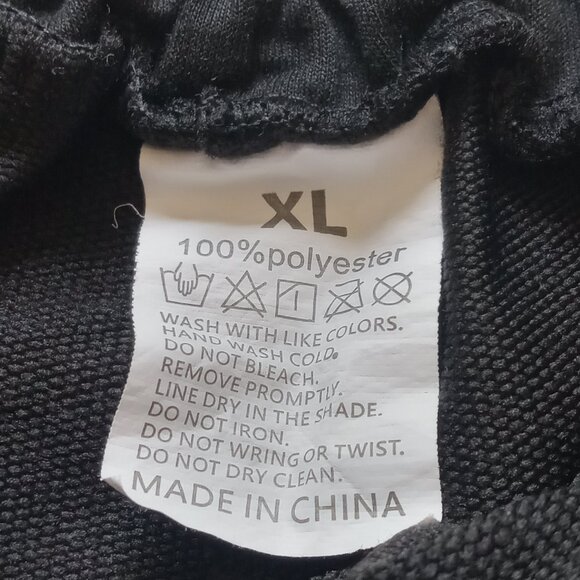 XL
100%polyester
WASH WITH LIKE COLORS.
HAND WASH COLD.
DO NOT BLEACH.
REMOVE PROMPTLY.
LINE DRY IN THE SHADE.
DO NOT IRON.
DO NOT WRING OR TWIST.
DO NOT DRY CLEAN.
MADE IN CHINA